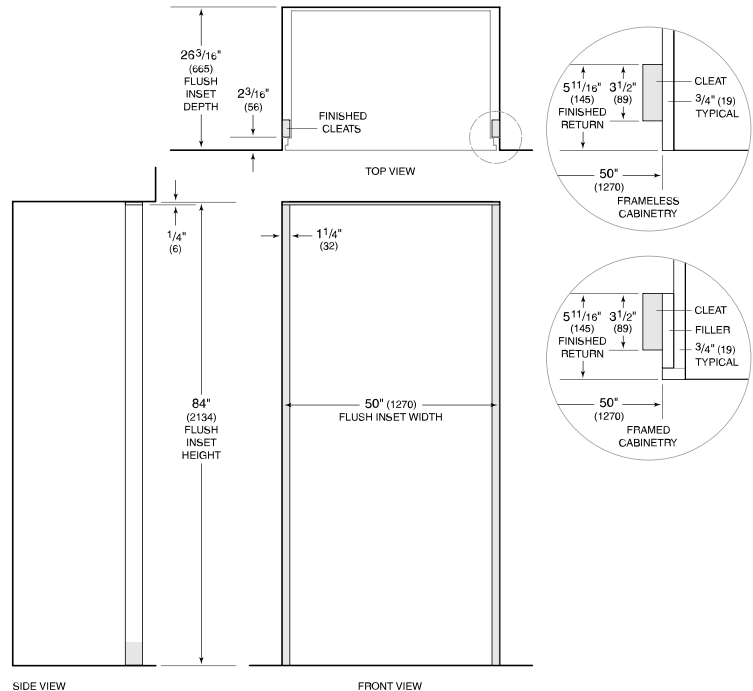 26 3/16"
(665)
FLUSH
INSET
DEPTH
2 3/16"
(56)
FINISHED
CLEATS
TOP VIEW
5 11/16"
(145)
FINISHED
RETURN
3 1/2"
(89)
CLEAT
3/4" (19)
TYPICAL
50"
(1270)
FRAMELESS
CABINETRY
1/4"
(6)
1 1/4"
(32)
5 11/16"
(145)
FINISHED
RETURN
3 1/2"
(89)
CLEAT
FILLER
3/4" (19)
TYPICAL
50"
(1270)
FRAMED
CABINETRY
84"
(2134)
FLUSH
INSET
HEIGHT
50" (1270)
FLUSH INSET WIDTH
SIDE VIEW
FRONT VIEW